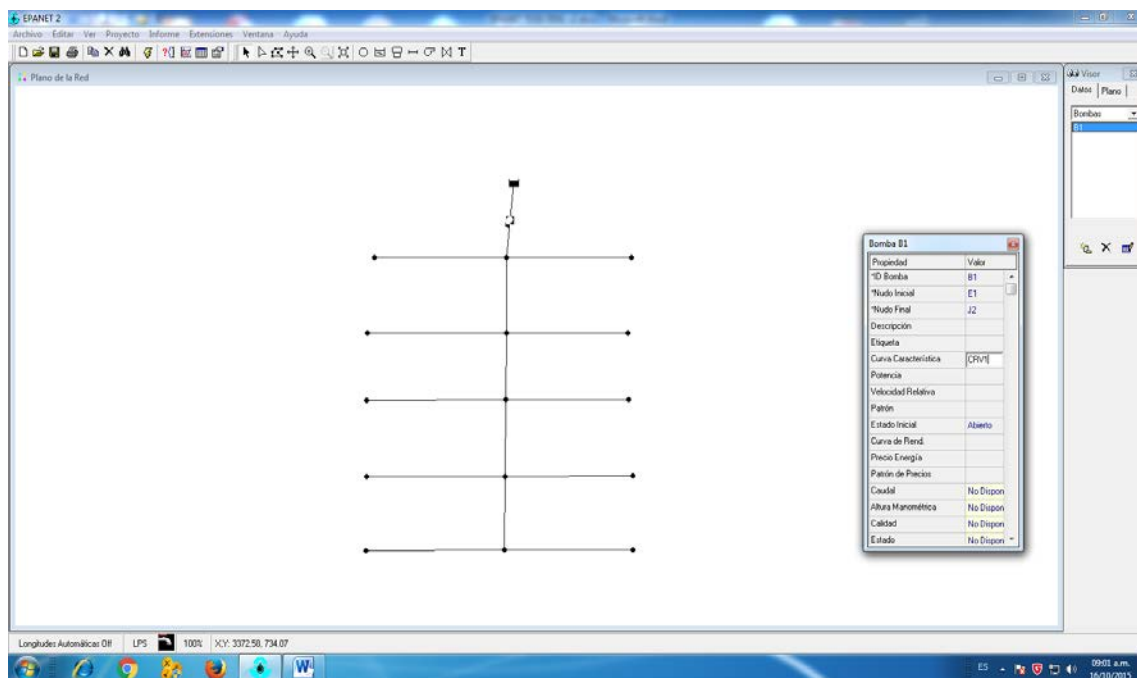 EPANET 2
Archivo Editar Ver Proyecto Informe Extensiones Ventana Ayuda
T
Plano de la Red
Visor
Datos Plano
Bombas
B1
Bomba B1
Propiedad Valor
*ID Bomba B1
*Nudo Inicial E1
*Nudo Final J2
Descripción
Etiqueta
Curva Característica CRV1
Potencia
Velocidad Relativa
Patrón
Estado Inicial Abierto
Curva de Rend.
Precio Energía
Patrón de Precios
Caudal No Dispon
Altura Manométrica No Dispon
Calidad No Dispon
Estado No Dispon
Longitudes Automáticas Off LPS 100% X,Y: 3372.58, 734.07
W
ES 09:01 a.m.
16/10/2015